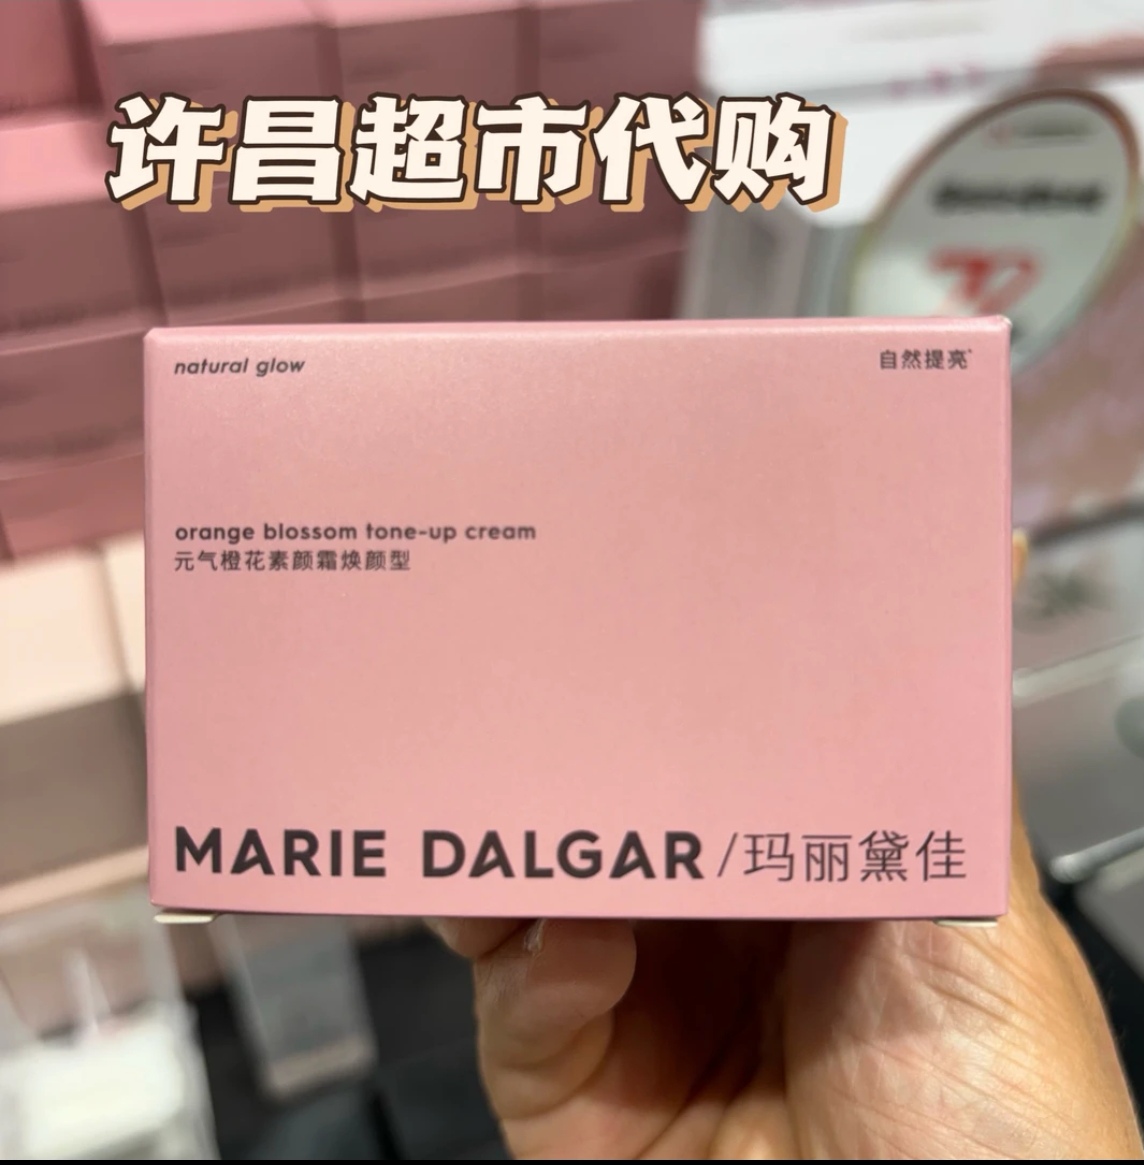 许昌超市代购
natural glow
自然提亮*
orange blossom tone-up cream
元气橙花素颜霜焕颜型
MARIE DALGAR/玛丽黛佳